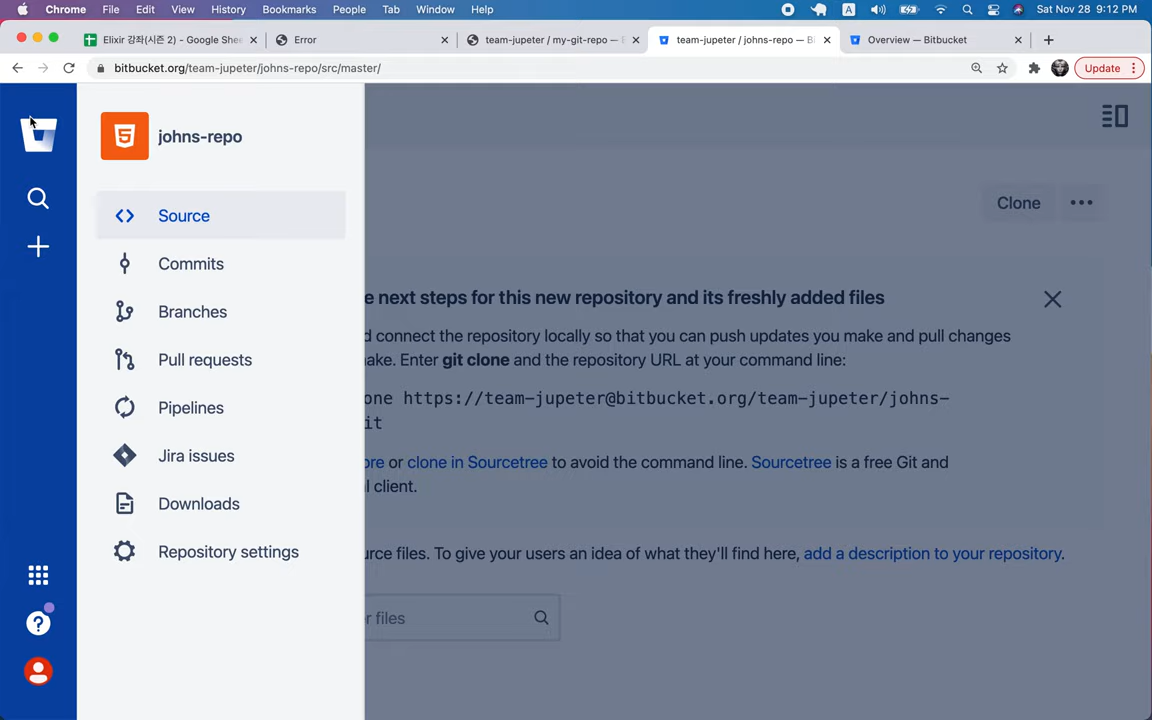 Chrome File Edit View History Bookmarks People Tab Window Help A Sat Nov 28 9:12 PM
Elixir 강좌(시즌 2) - Google She Error team-jupeter / my-git-repo — team-jupeter / johns-repo — B Overview — Bitbucket
bitbucket.org/team-jupeter/johns-repo/src/master/ Update
johns-repo
Source
Clone
Commits
e next steps for this new repository and its freshly added files
Branches
d connect the repository locally so that you can push updates you make and pull changes
Pull requests
ake. Enter git clone and the repository URL at your command line:
one https://team-jupeter@bitbucket.org/team-jupeter/johns-
Pipelines
it
Jira issues
ore or clone in Sourcetree to avoid the command line. Sourcetree is a free Git and
l client.
Downloads
Repository settings
urce files. To give your users an idea of what they'll find here, add a description to your repository.
r files